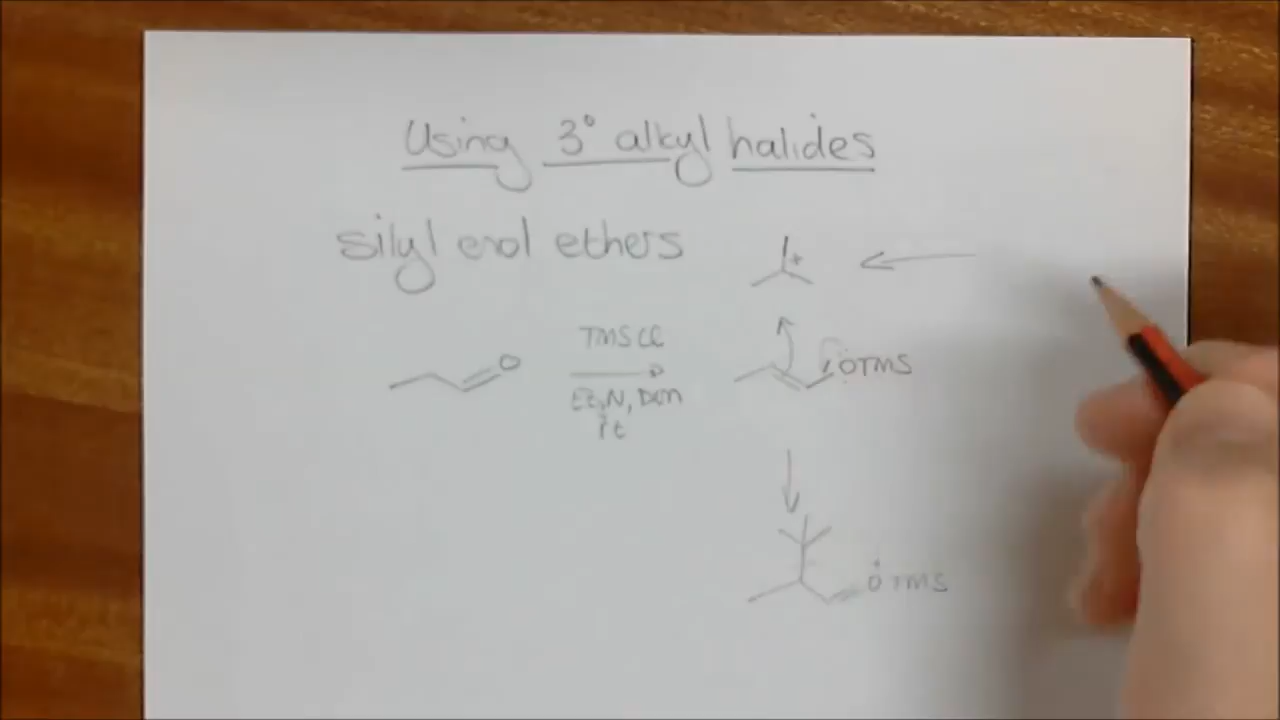 Using 3° alkyl halides
silyl enol ethers
+
TMSCl
O
OTMS
Et₃N, DCM
rt
+
OTMS